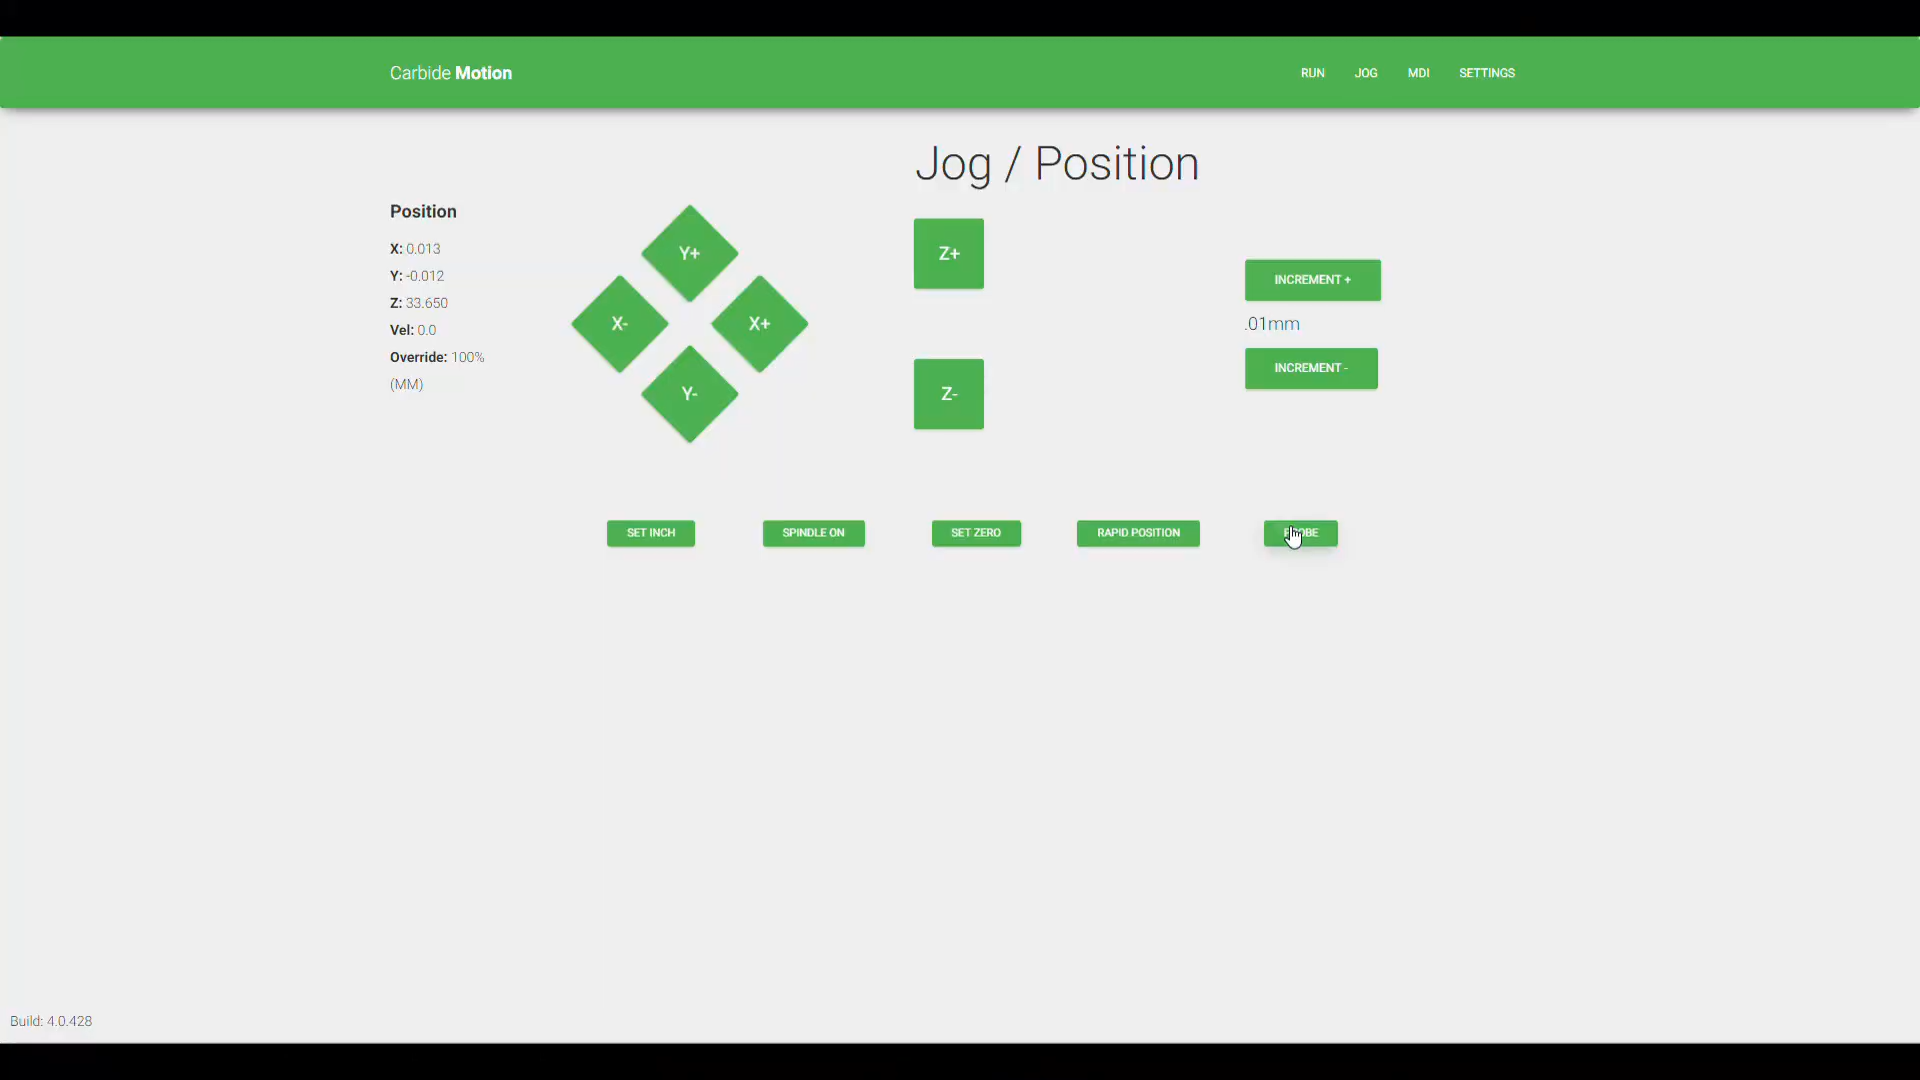 Carbide Motion
RUN JOG MDI SETTINGS
Jog / Position
Position
X: 0.013
Y: -0.012
Z: 33.650
Vel: 0.0
Override: 100%
(MM)
Y+
X-
X+
Y-
Z+
Z-
INCREMENT +
.01mm
INCREMENT -
SET INCH
SPINDLE ON
SET ZERO
RAPID POSITION
Build: 4.0.428